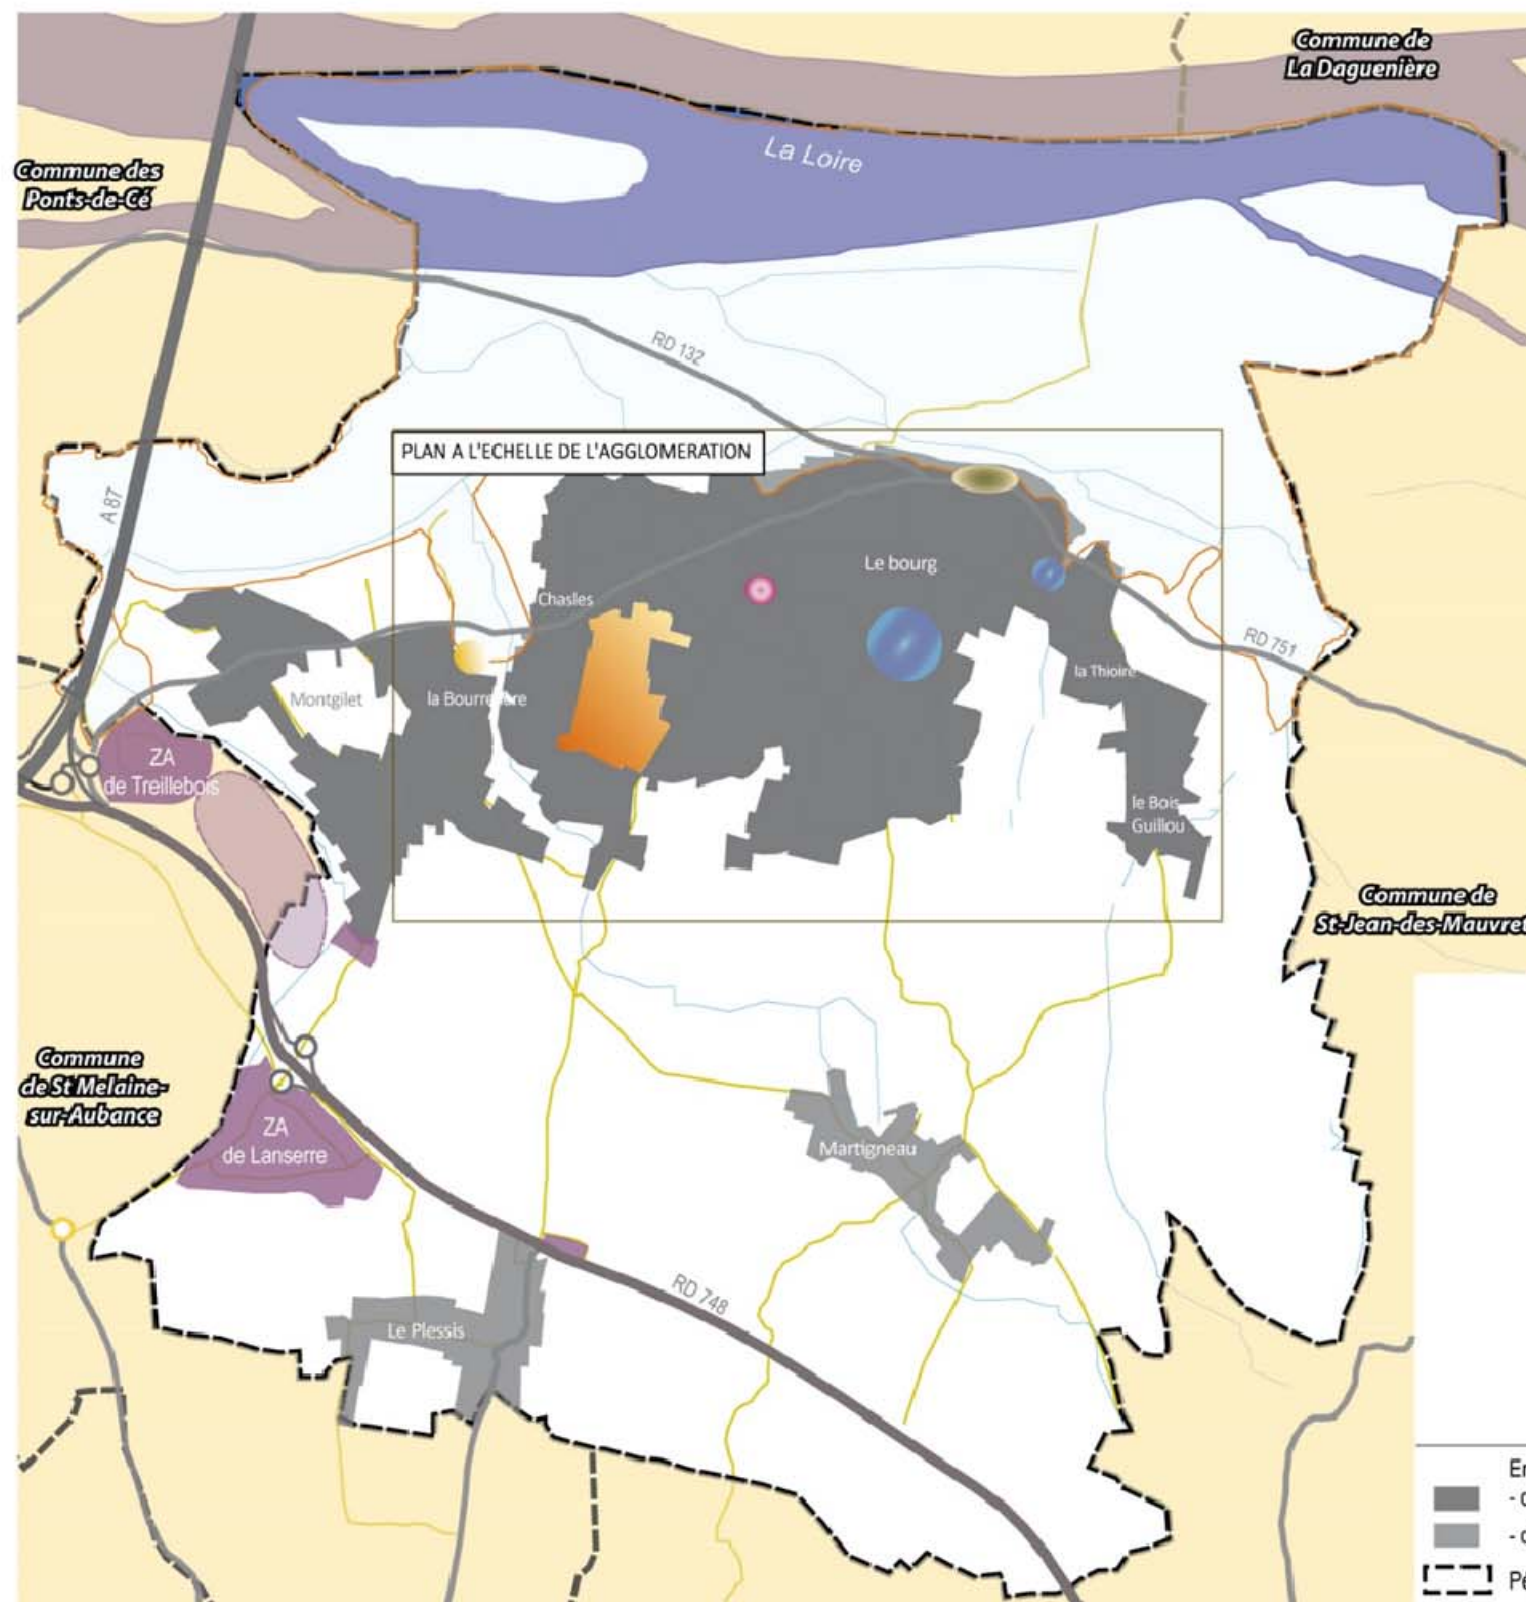 Commune de
La Daguenière
La Loire
Commune des
Ponts-de-Cé
RD 132
PLAN A L'ECHELLE DE L'AGGLOMERATION
A 87
Le bourg
Chaslles
RD 751
la Thioire
Montgilet
la Bourrelière
ZA
de Treillebois
le Bois
Guillou
Commune de
St-Jean-des-Mauvret
Commune
de St Melaine-
sur-Aubance
ZA
de Lanserre
Martigneau
RD 748
Le Plessis